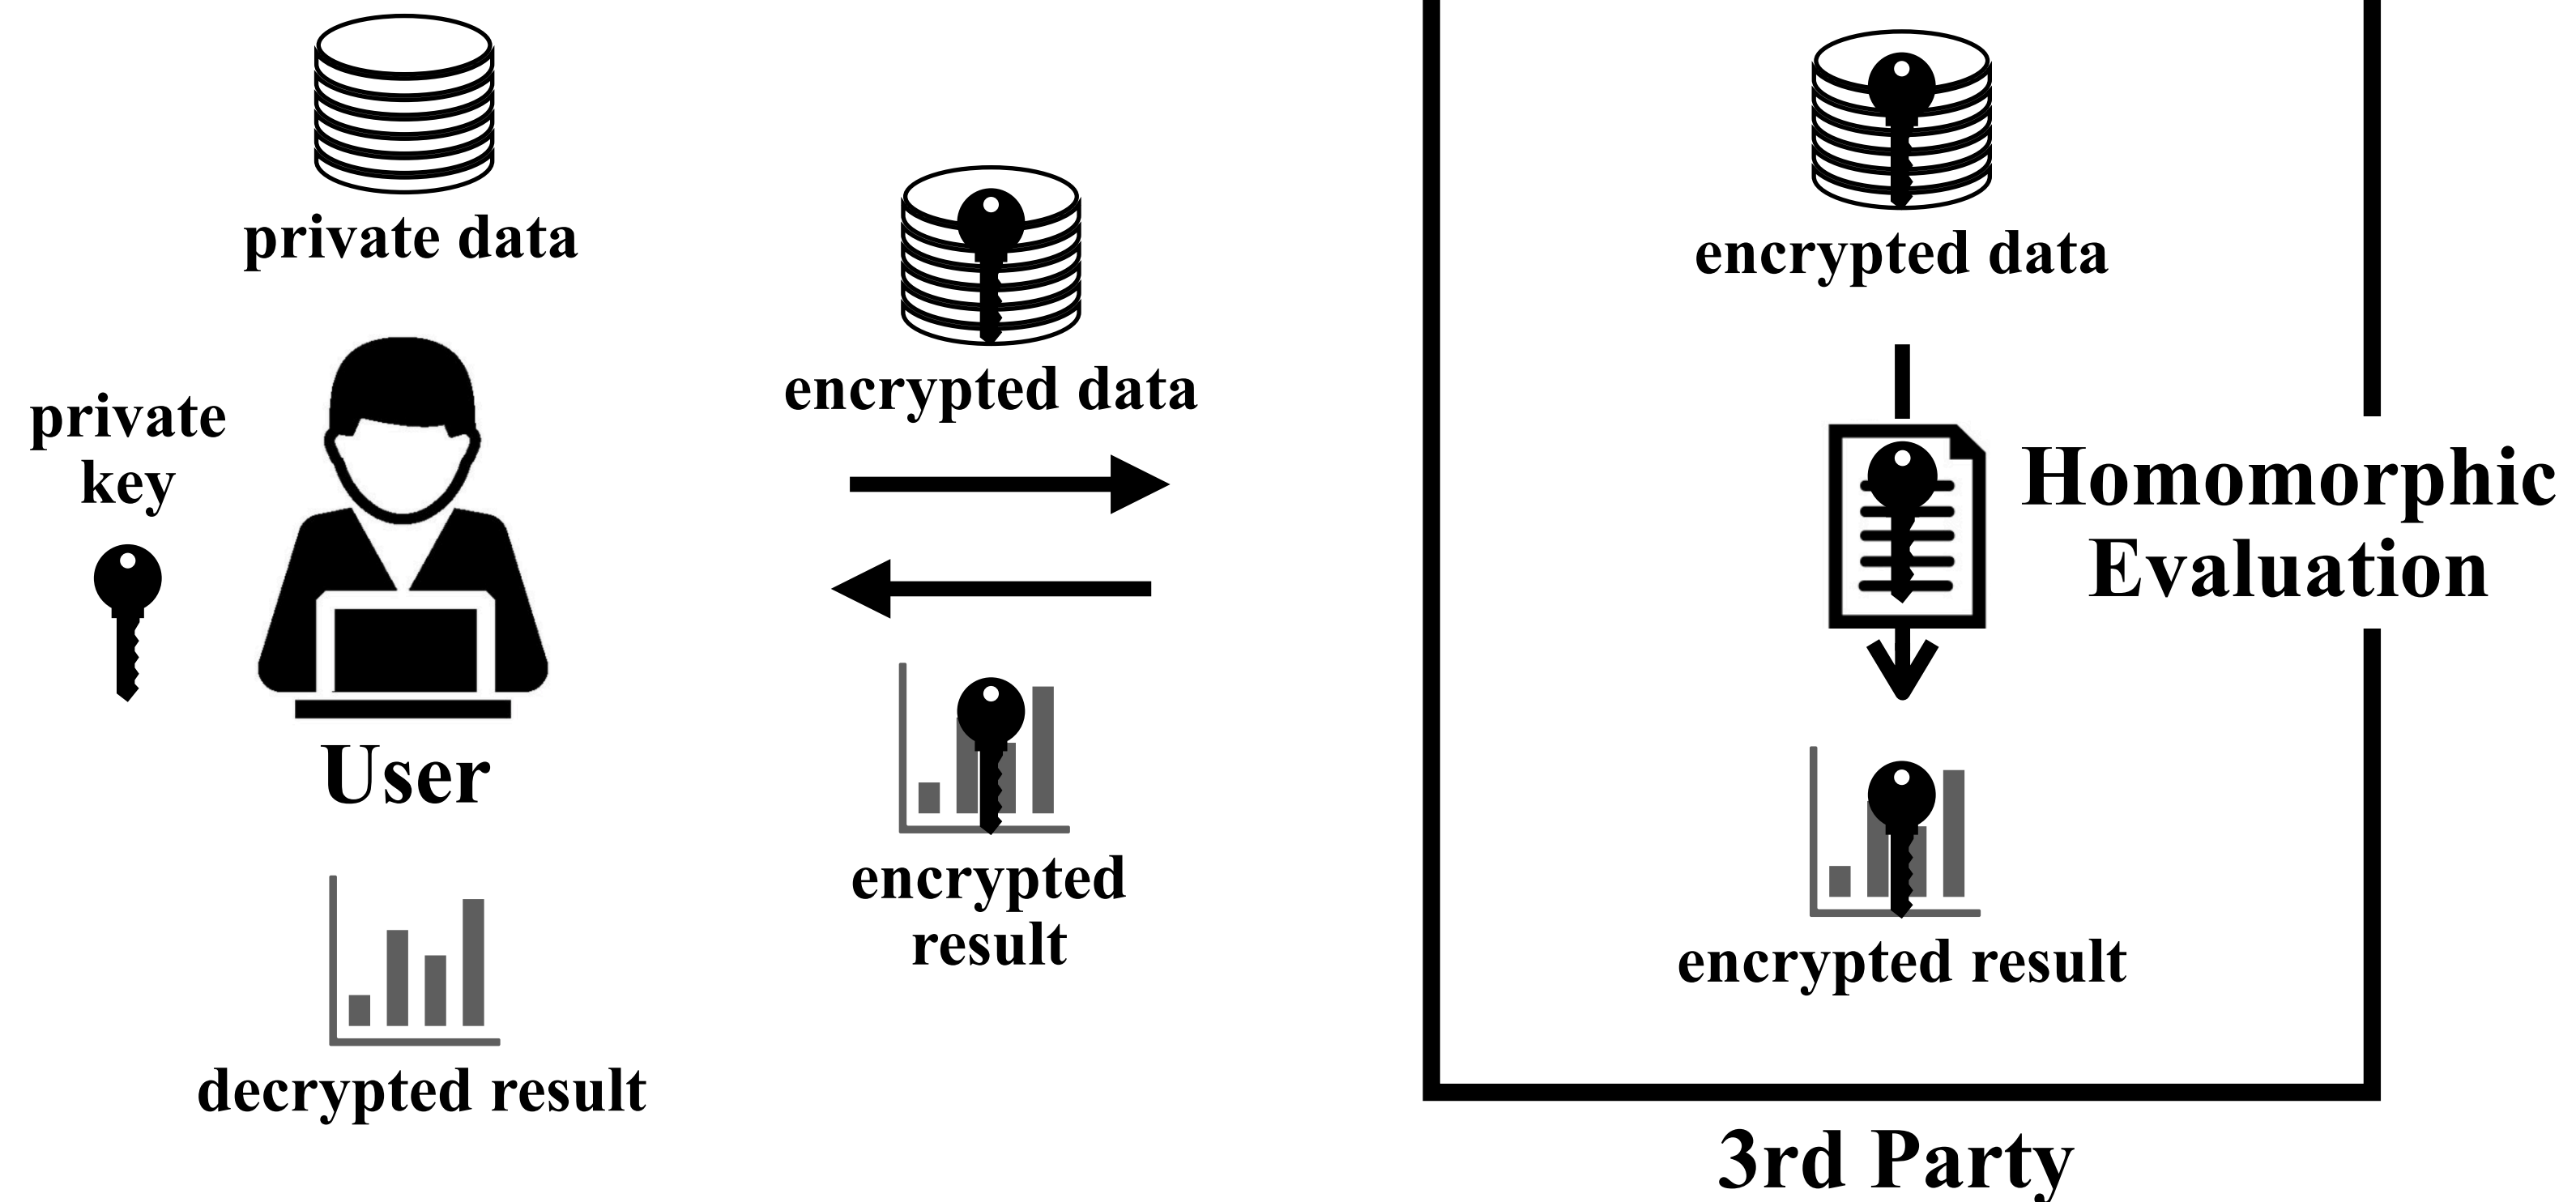 private data
private
key
User
decrypted result
encrypted data
encrypted
result
encrypted data
Homomorphic
Evaluation
encrypted result
3rd Party